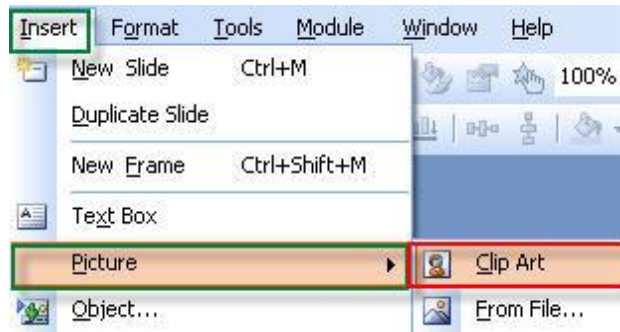 Insert Format Tools Module Window Help
New Slide Ctrl+M
100%
Duplicate Slide
New Frame Ctrl+Shift+M
Text Box
Picture Clip Art
Object... From File...